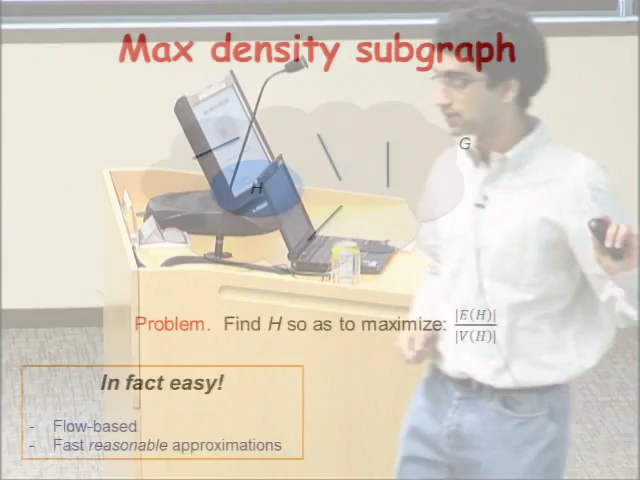 Max density subgraph
G
H
Problem. Find H so as to maximize: |E(H)| / |V(H)|
In fact easy!
- Flow-based
- Fast reasonable approximations